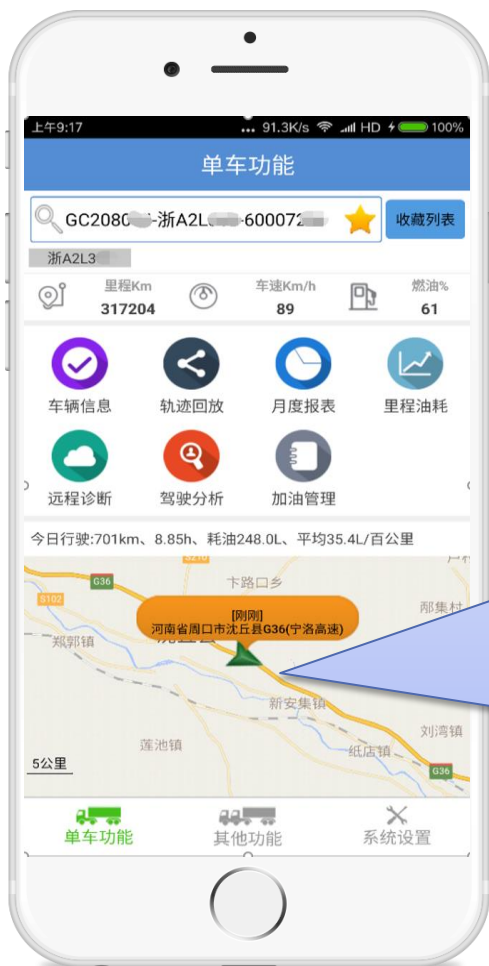 上午9:17 ... 91.3K/s HD 100%
单车功能
GC2080 -浙A2L -600072 收藏列表
浙A2L3
里程Km 车速Km/h 燃油%
317204 89 61
车辆信息 轨迹回放 月度报表 里程油耗
远程诊断 驾驶分析 加油管理
今日行驶:701km、8.85h、耗油248.0L、平均35.4L/百公里
S210
G36 卞路口乡
S102
[刚刚] 邴集村
河南省周口市沈丘县G36(宁洛高速)
郑郭镇
新安集镇
刘湾镇
莲池镇 纸店镇
5公里 G36
单车功能 其他功能 系统设置